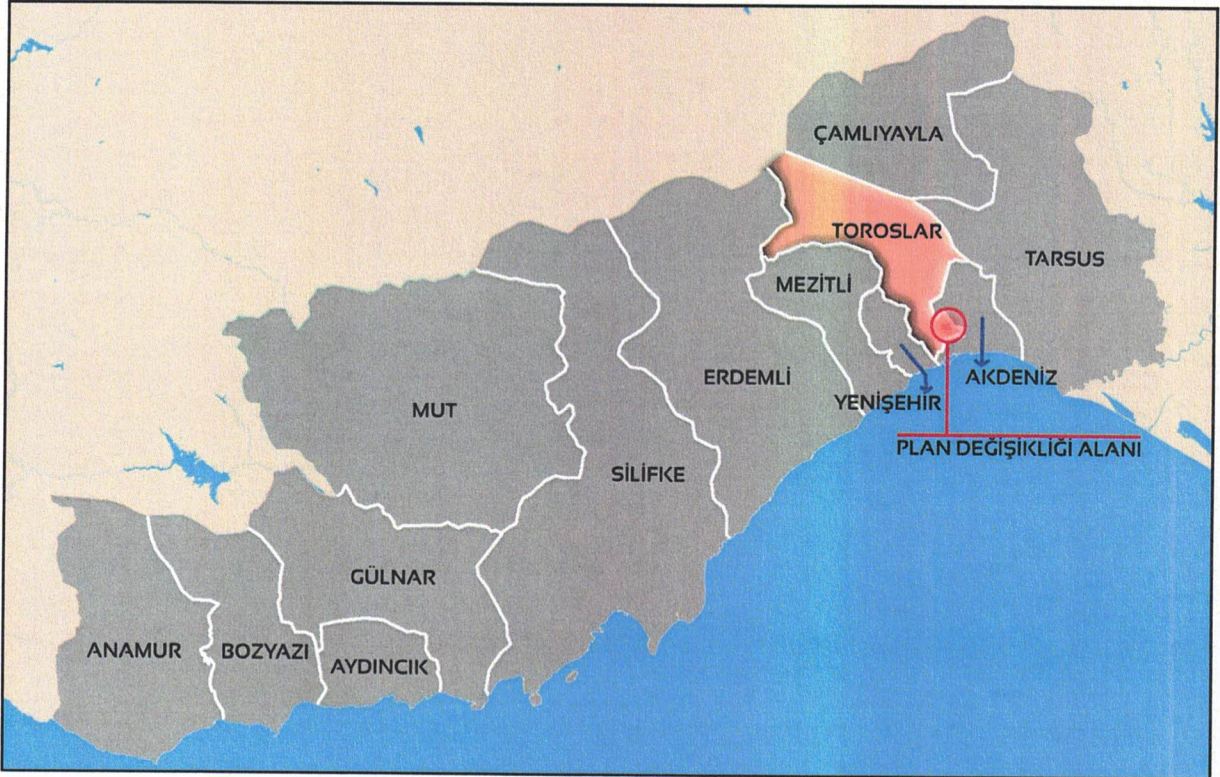 ÇAMLIYAYLA
TOROSLAR
TARSUS
MEZİTLİ
ERDEMLİ
AKDENİZ
YENİŞEHİR
MUT
PLAN DEĞİŞİKLİĞİ ALANI
SİLİFKE
GÜLNAR
ANAMUR
BOZYAZI
AYDINCIK